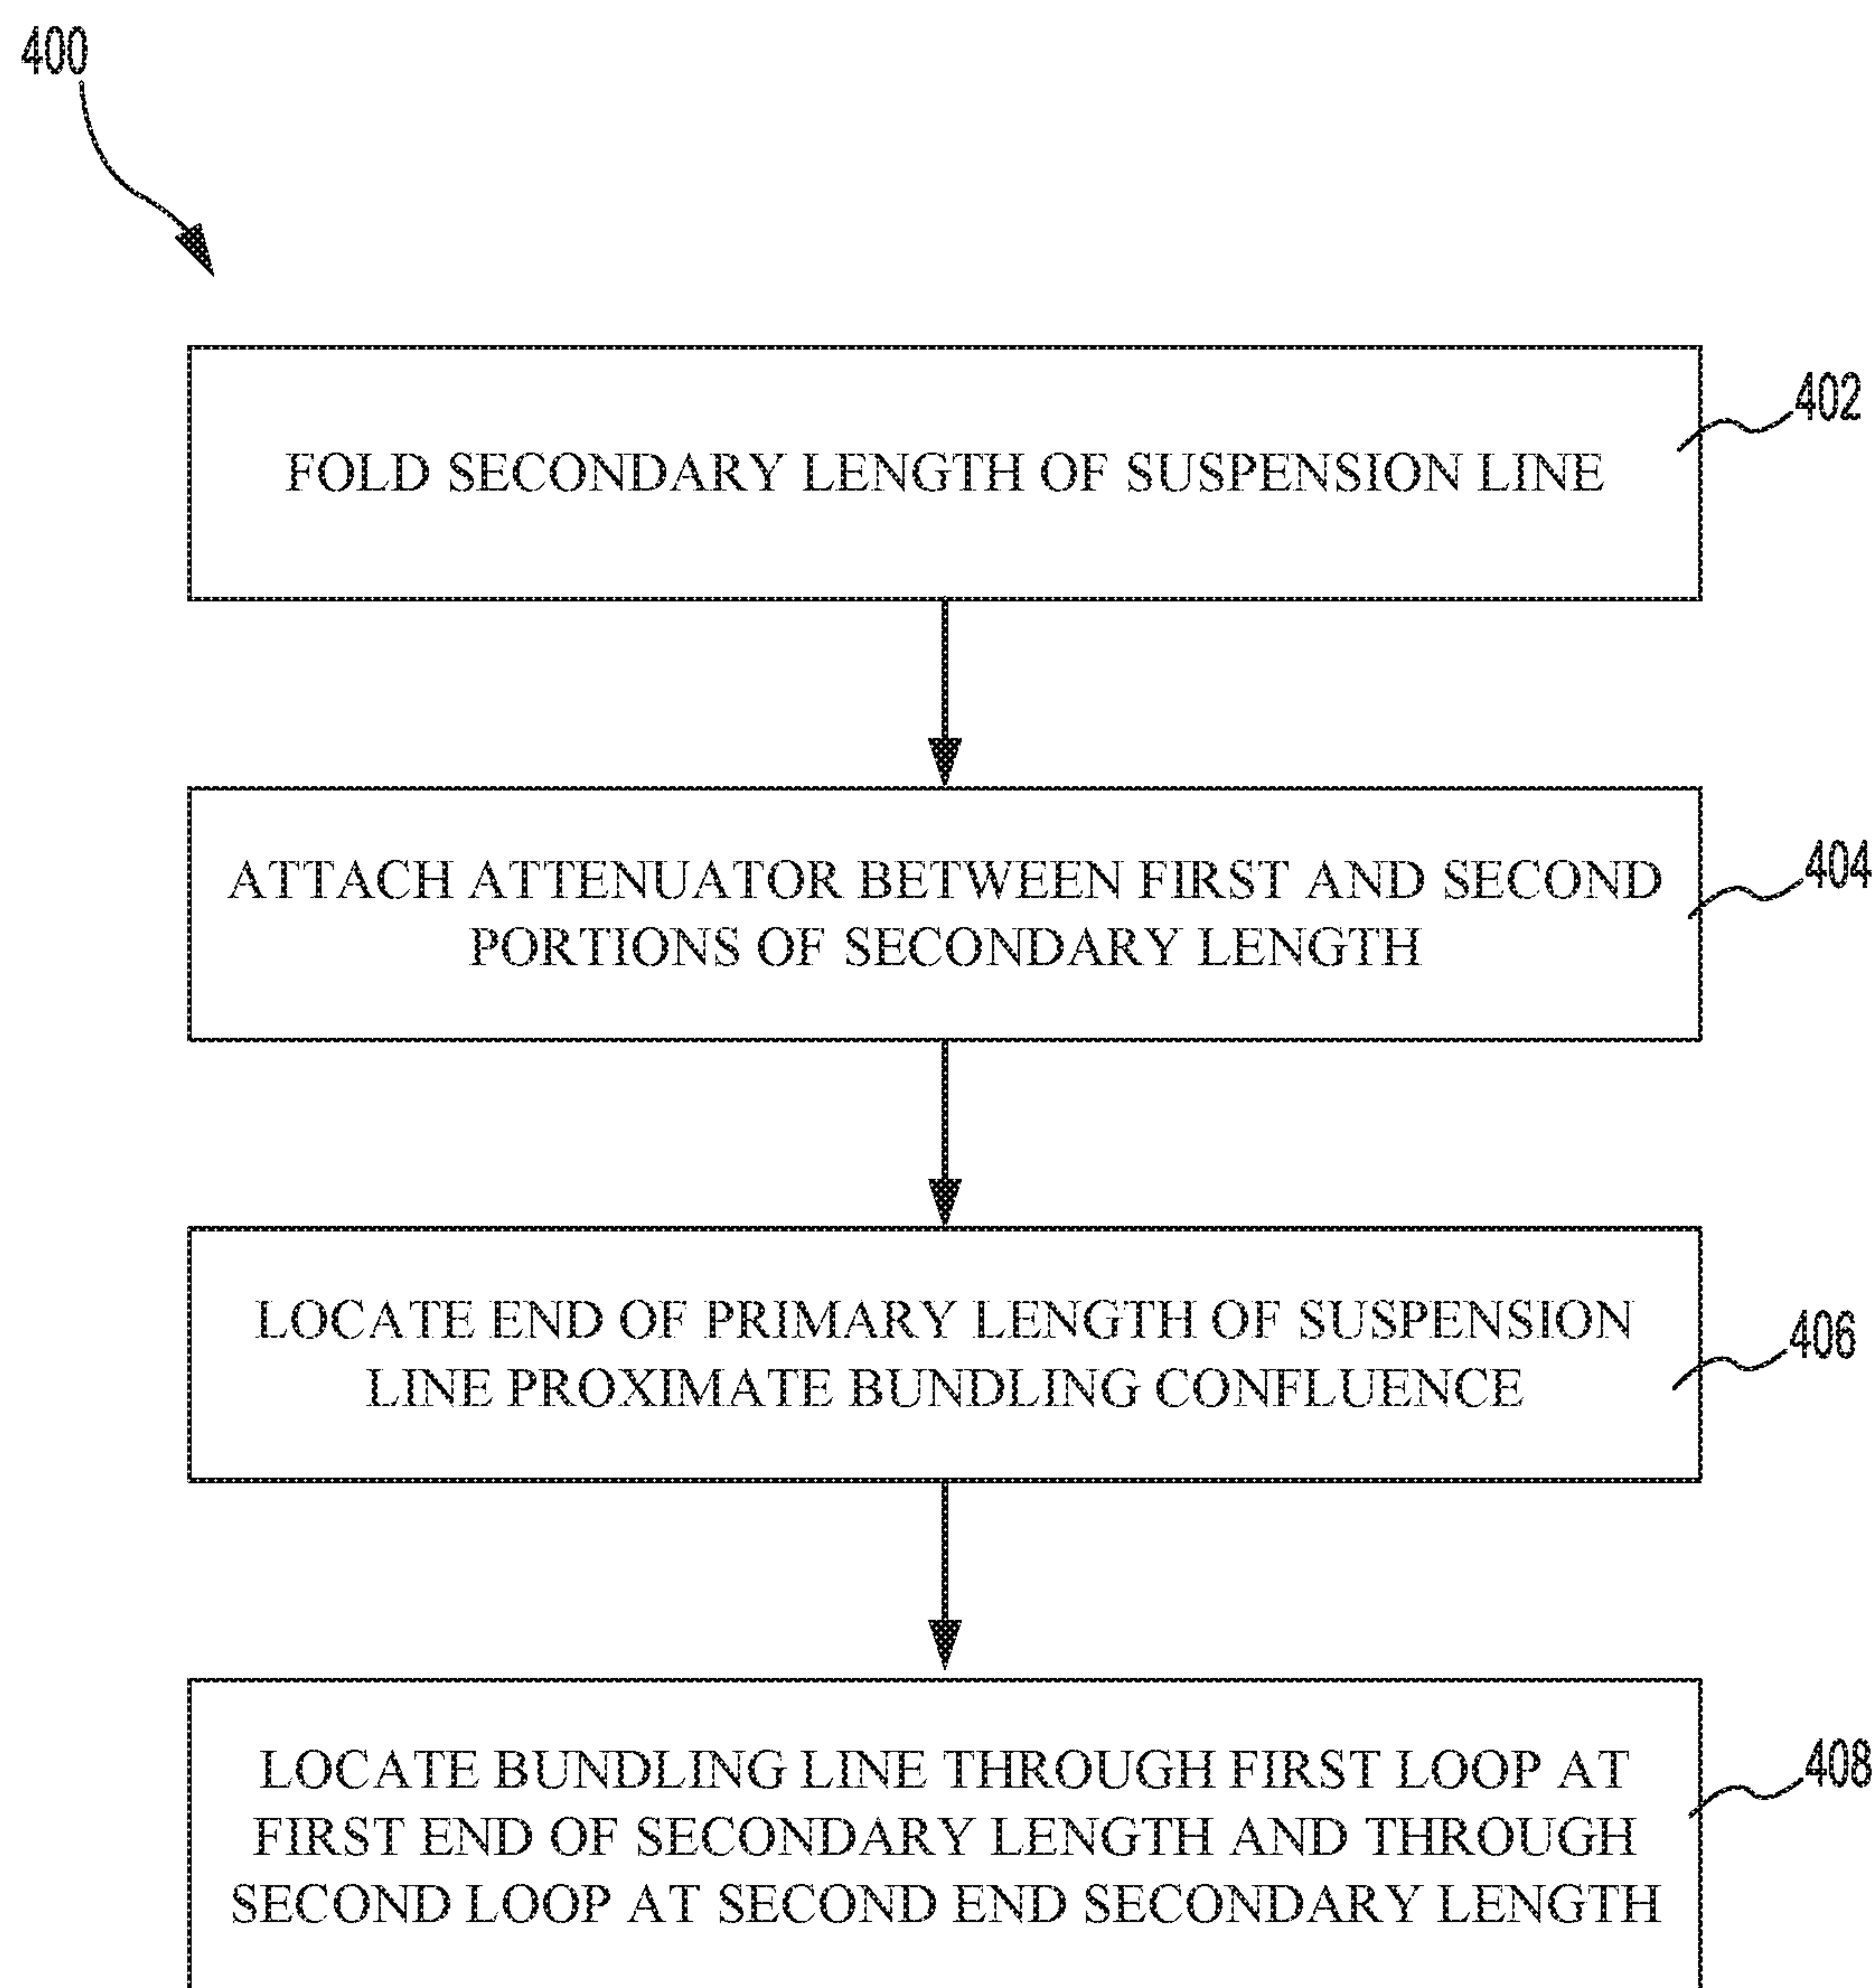 400
402
FOLD SECONDARY LENGTH OF SUSPENSION LINE
404
ATTACH ATTENUATOR BETWEEN FIRST AND SECOND
PORTIONS OF SECONDARY LENGTH
406
LOCATE END OF PRIMARY LENGTH OF SUSPENSION
LINE PROXIMATE BUNDLING CONFLUENCE
408
LOCATE BUNDLING LINE THROUGH FIRST LOOP AT
FIRST END OF SECONDARY LENGTH AND THROUGH
SECOND LOOP AT SECOND END SECONDARY LENGTH